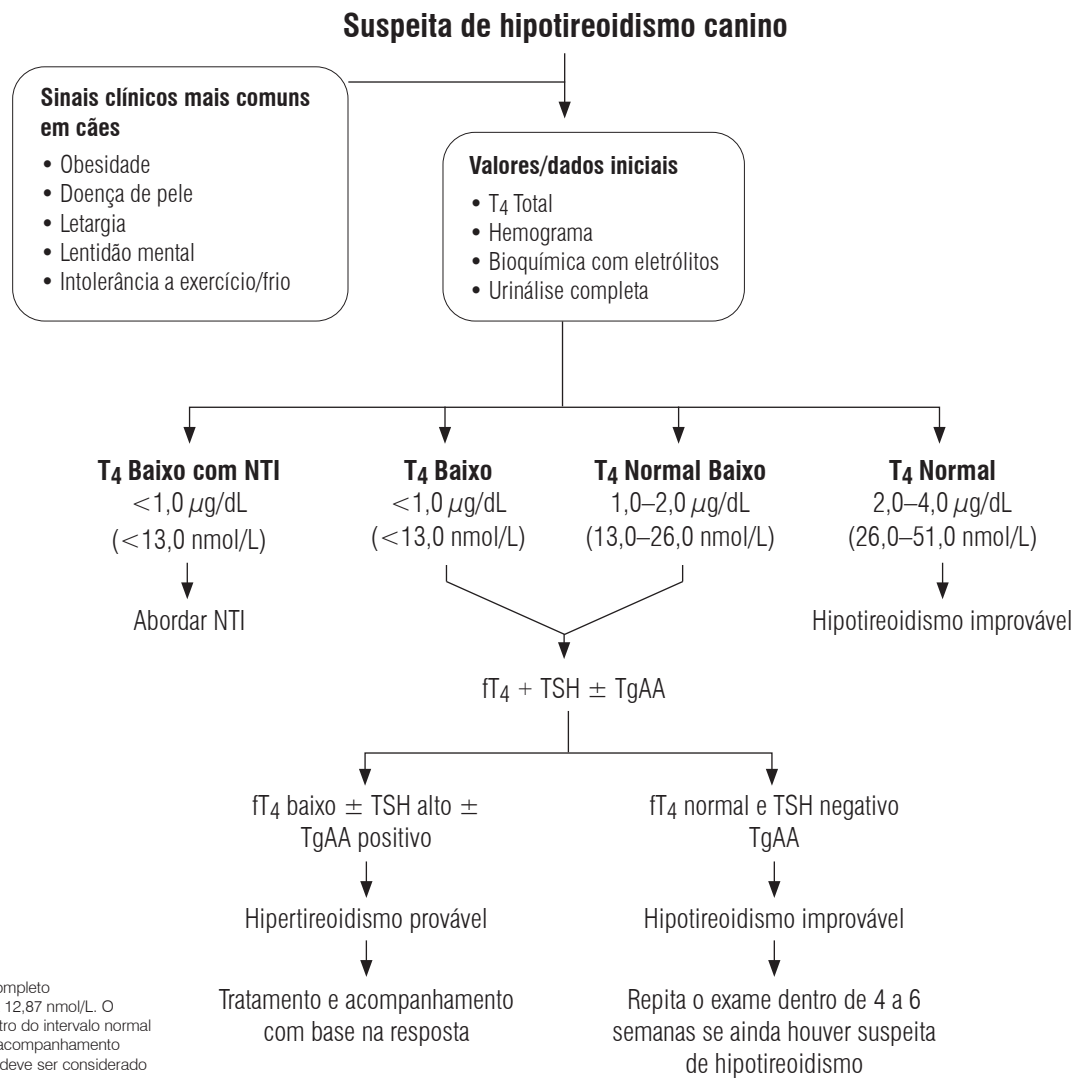 Suspeita de hipotireoidismo canino
Sinais clínicos mais comuns
em cães
• Obesidade
• Doença de pele
• Letargia
• Lentidão mental
• Intolerância a exercício/frio
Valores/dados iniciais
• T4 Total
• Hemograma
• Bioquímica com eletrólitos
• Urinálise completa
T4 Baixo com NTI
<1,0 µg/dL
(<13,0 nmol/L)
Abordar NTI
T4 Baixo
<1,0 µg/dL
(<13,0 nmol/L)
T4 Normal Baixo
1,0–2,0 µg/dL
(13,0–26,0 nmol/L)
T4 Normal
2,0–4,0 µg/dL
(26,0–51,0 nmol/L)
Hipotireoidismo improvável
fT4 + TSH ± TgAA
fT4 baixo ± TSH alto ±
TgAA positivo
Hipertireoidismo provável
Tratamento e acompanhamento
com base na resposta
fT4 normal e TSH negativo
TgAA
Hipotireoidismo improvável
Repita o exame dentro de 4 a 6
semanas se ainda houver suspeita
de hipotireoidismo
12,87 nmol/L. O
do intervalo normal
acompanhamento
deve ser considerado